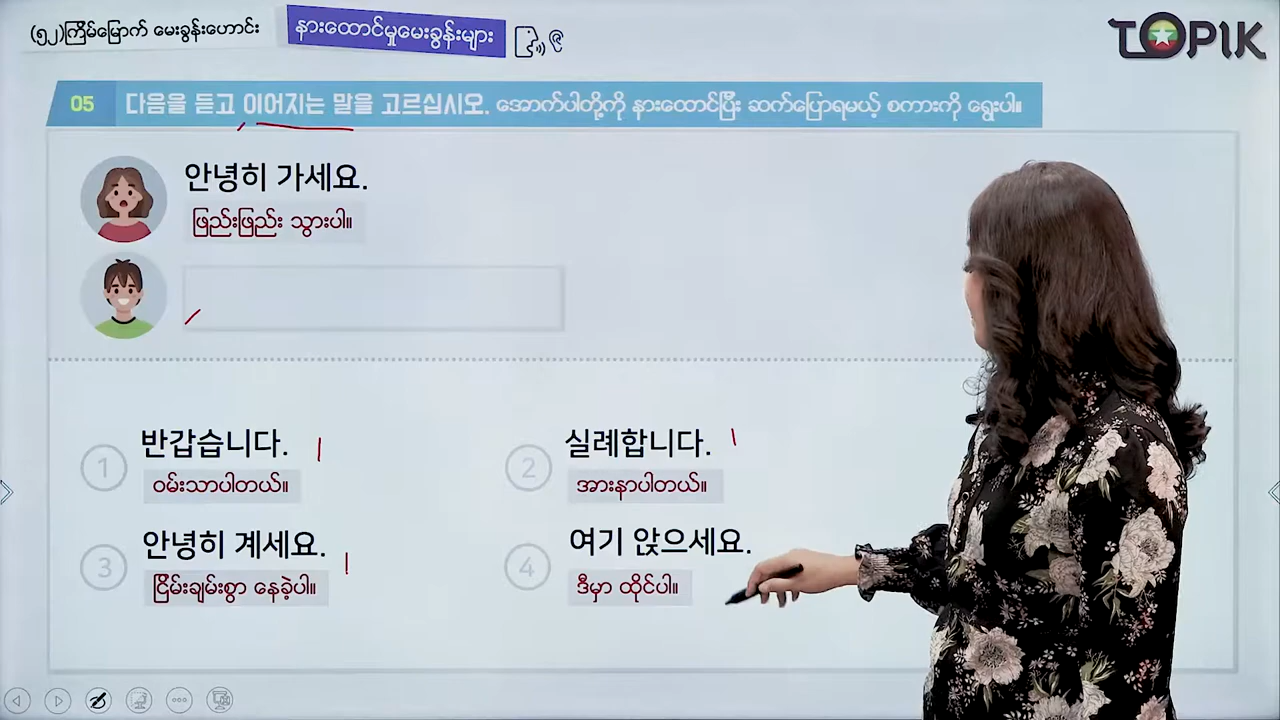 (၅၂)ကြိမ်မြောက် မေးခွန်းဟောင်း
နားထောင်မှုမေးခွန်းများ
TOPIK
05 다음을 듣고 이어지는 말을 고르십시오. အောက်ပါတို့ကို နားထောင်ပြီး ဆက်ပြောရမယ့် စကားကို ရွေးပါ။
안녕히 가세요.
ဖြည်းဖြည်း သွားပါ။
1 반갑습니다.
ဝမ်းသာပါတယ်။
2 실례합니다.
အားနာပါတယ်။
3 안녕히 계세요.
ငြိမ်းချမ်းစွာ နေခဲ့ပါ။
4 여기 앉으세요.
ဒီမှာ ထိုင်ပါ။